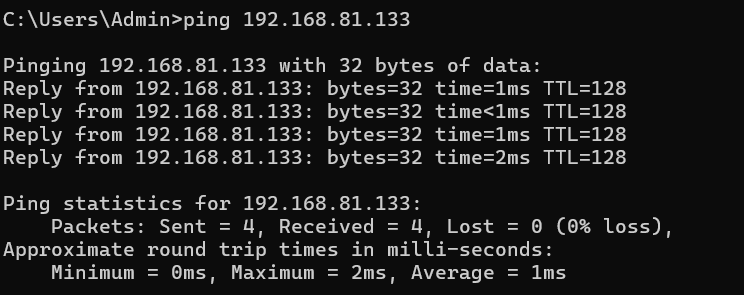 C:\Users\Admin>ping 192.168.81.133
Pinging 192.168.81.133 with 32 bytes of data:
Reply from 192.168.81.133: bytes=32 time=1ms TTL=128
Reply from 192.168.81.133: bytes=32 time<1ms TTL=128
Reply from 192.168.81.133: bytes=32 time=1ms TTL=128
Reply from 192.168.81.133: bytes=32 time=2ms TTL=128
Ping statistics for 192.168.81.133:
    Packets: Sent = 4, Received = 4, Lost = 0 (0% loss),
Approximate round trip times in milli-seconds:
    Minimum = 0ms, Maximum = 2ms, Average = 1ms